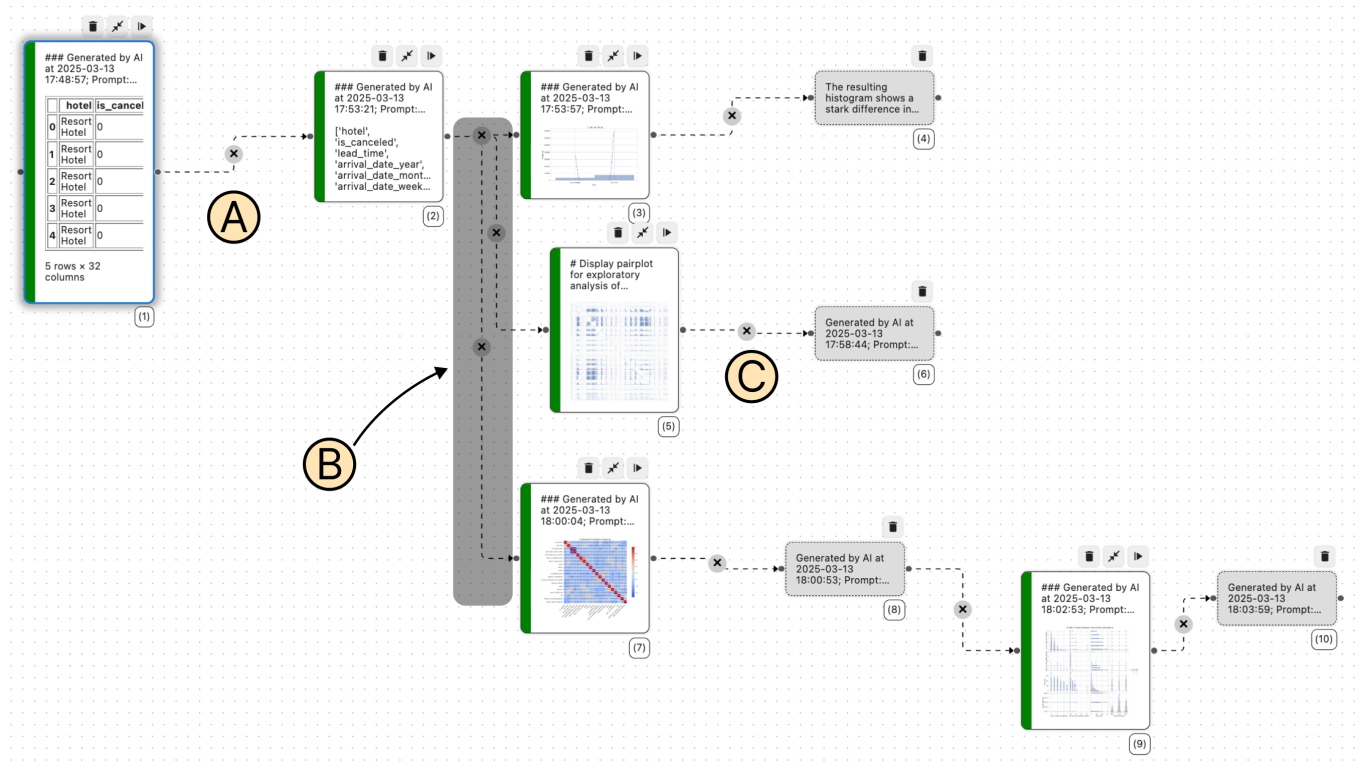 ### Generated by AI
at 2025-03-13
17:48:57; Prompt:...
hotel is_cancel
0 Resort Hotel 0
1 Resort Hotel 0
2 Resort Hotel 0
3 Resort Hotel 0
4 Resort Hotel 0
5 rows × 32
columns
(1)
A
### Generated by AI
at 2025-03-13
17:53:21; Prompt:...
['hotel',
'is_canceled',
'lead_time',
'arrival_date_year',
'arrival_date_mont...
'arrival_date_week...
(2)
B
### Generated by AI
at 2025-03-13
17:53:57; Prompt:...
(3)
The resulting
histogram shows a
stark difference in...
(4)
# Display pairplot
for exploratory
analysis of...
(5)
C
Generated by AI at
2025-03-13
17:58:44; Prompt:...
(6)
### Generated by AI
at 2025-03-13
18:00:04; Prompt:...
(7)
Generated by AI at
2025-03-13
18:00:53; Prompt:...
(8)
### Generated by AI
at 2025-03-13
18:02:53; Prompt:...
(9)
Generated by AI at
2025-03-13
18:03:59; Prompt:...
(10)